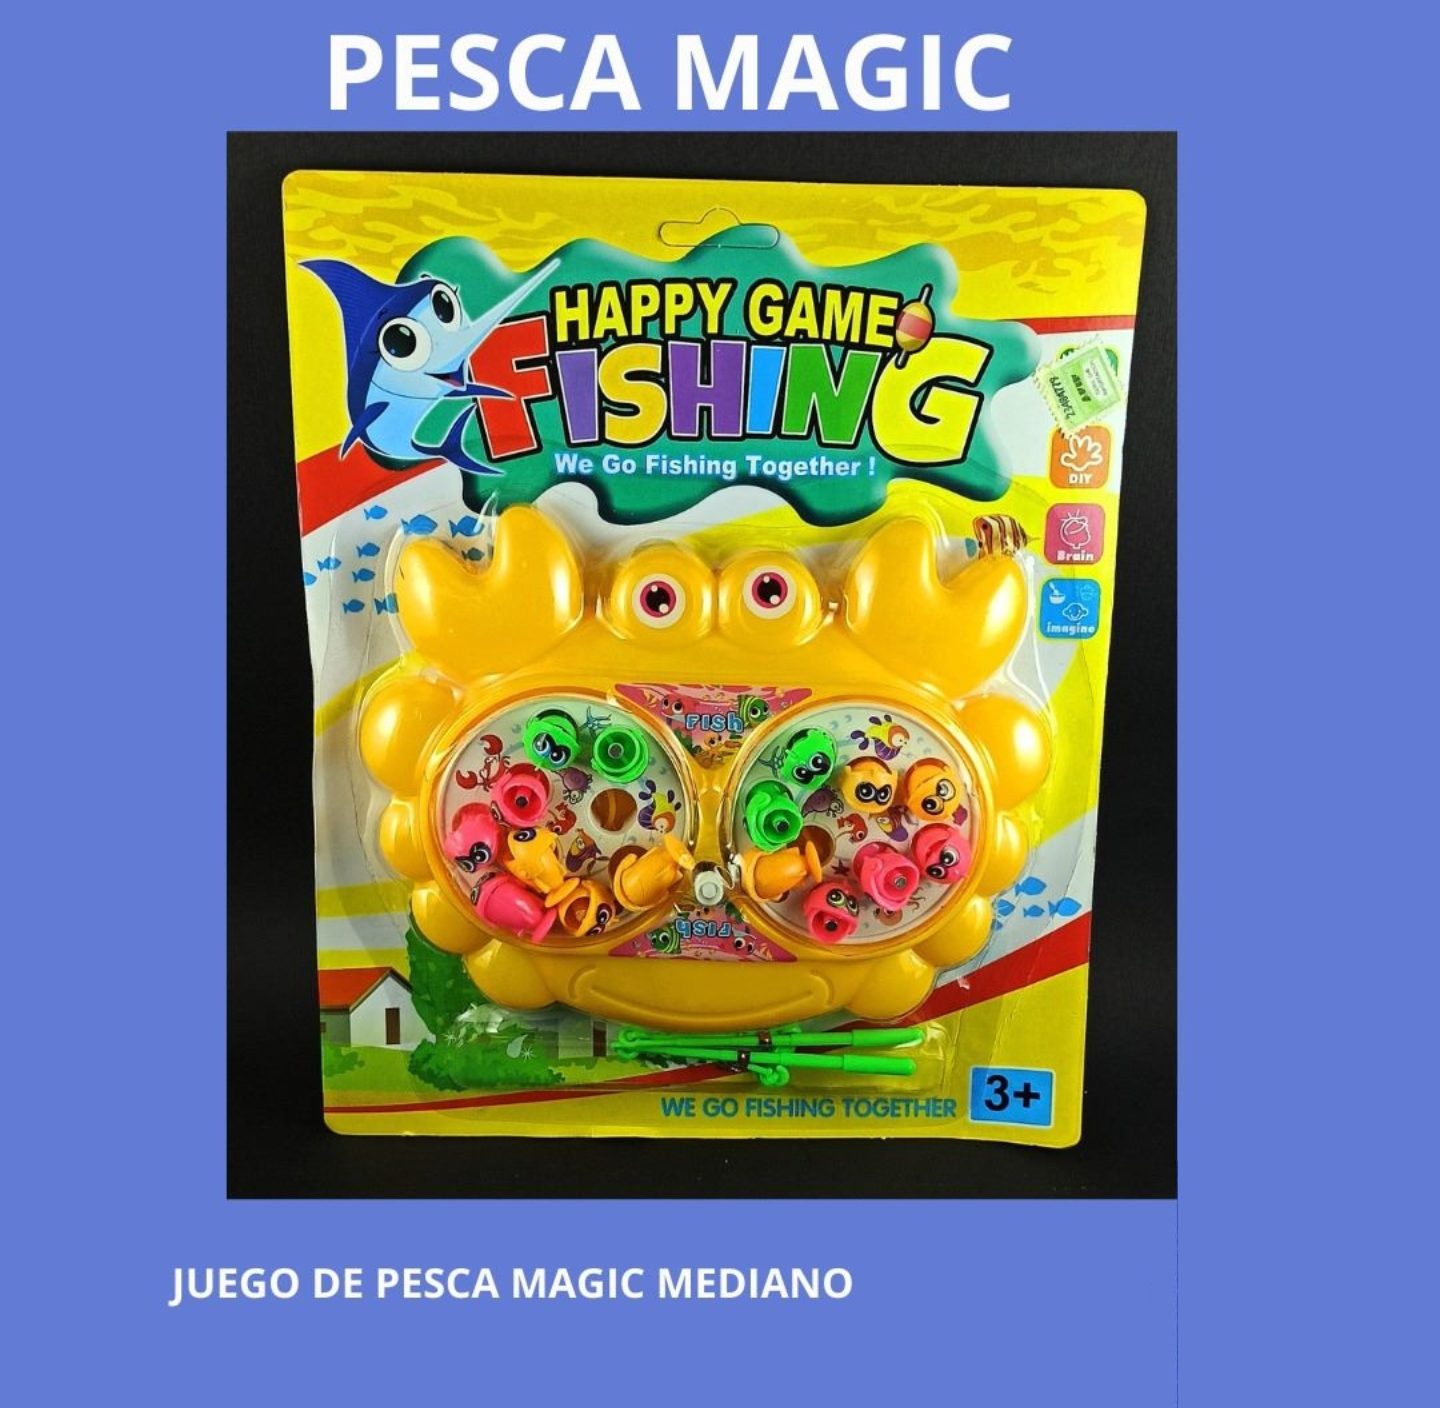 PESCA MAGIC
HAPPY GAME
FISHING
We Go Fishing Together !
DIY
Brain
imagine
FISH
FISH
WE GO FISHING TOGETHER
3+
JUEGO DE PESCA MAGIC MEDIANO